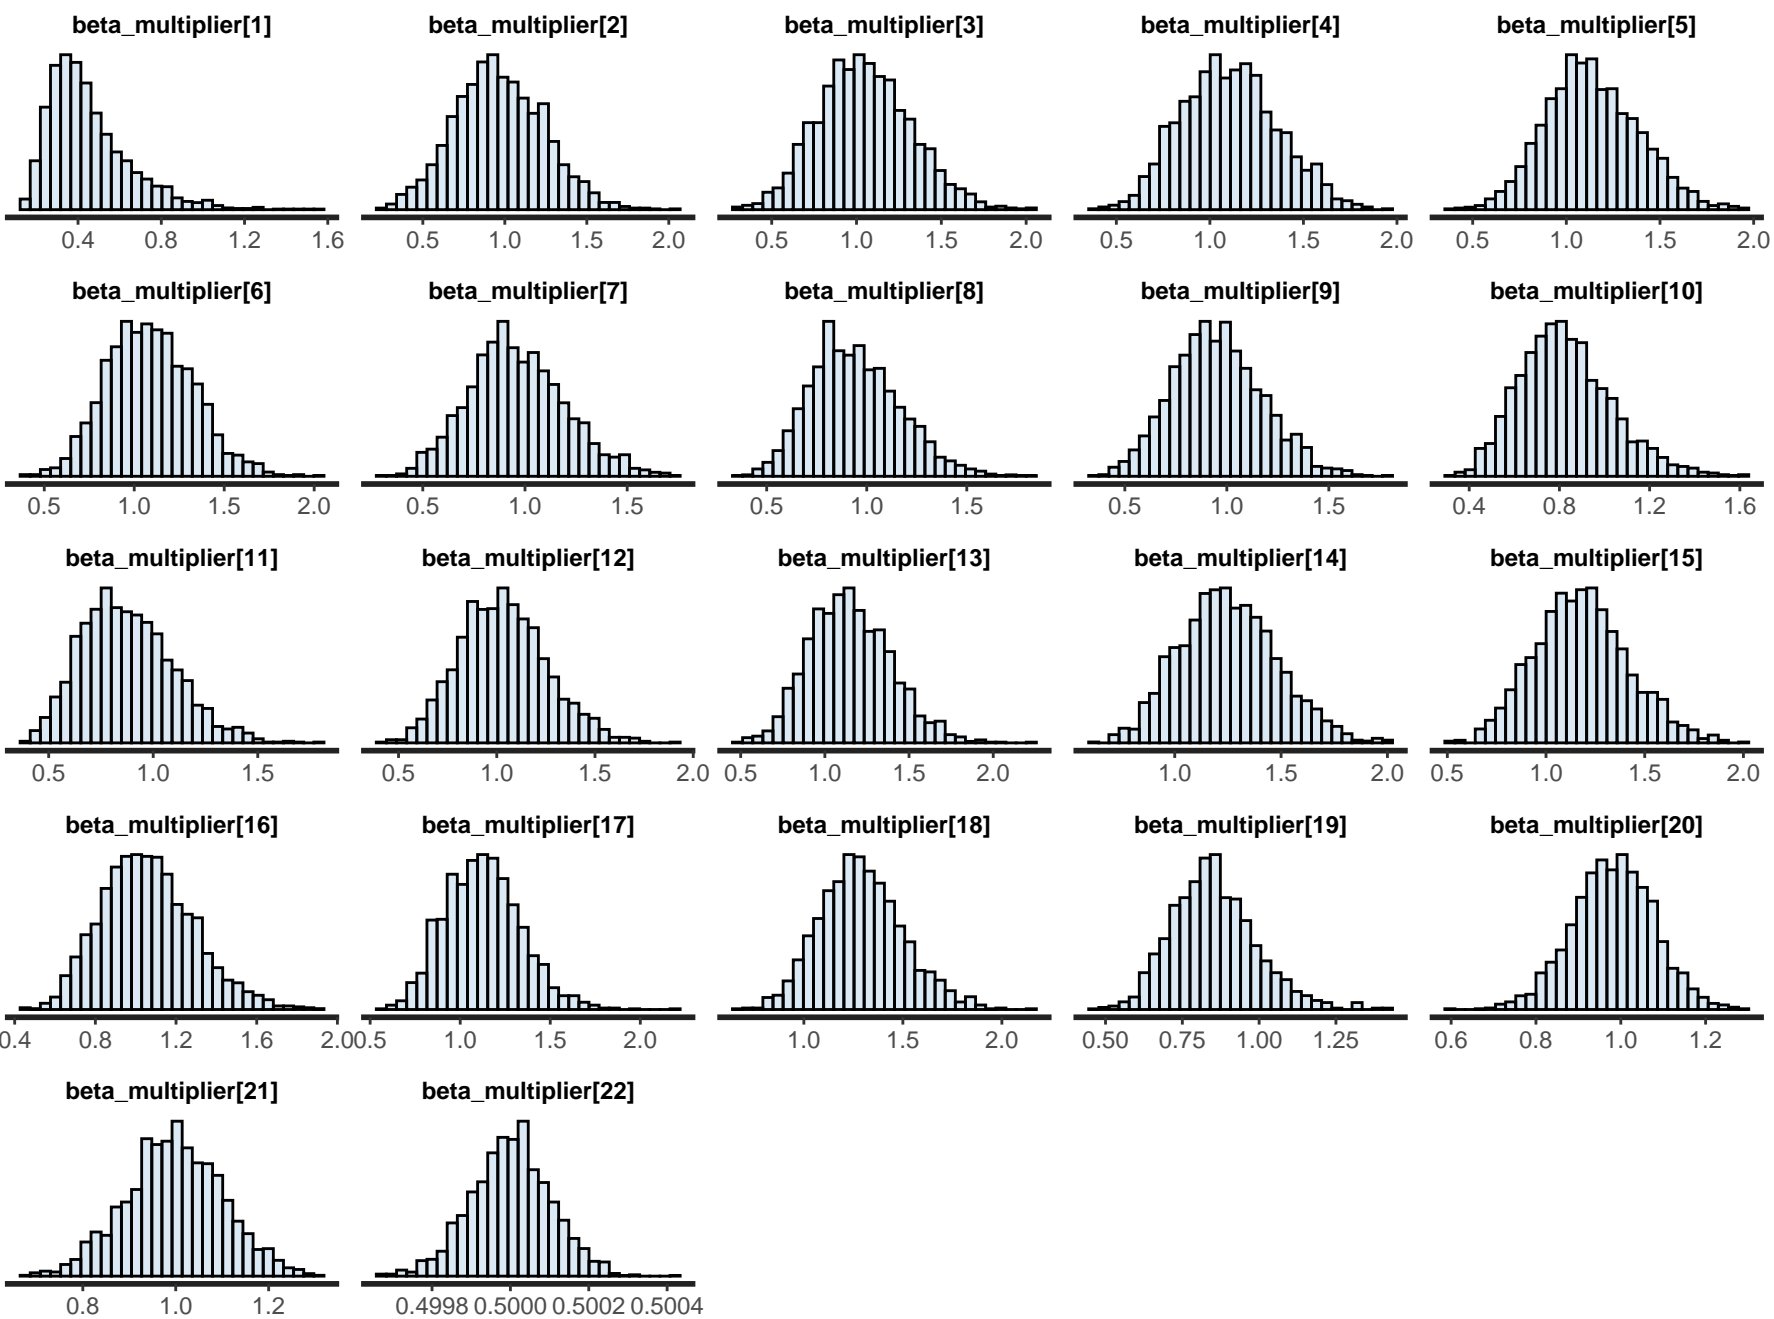 beta_multiplier[1] beta_multiplier[2] beta_multiplier[3] beta_multiplier[4] beta_multiplier[5]
0.4 0.8 1.2 1.6 0.5 1.0 1.5 2.0 0.5 1.0 1.5 2.0 0.5 1.0 1.5 2.0 0.5 1.0 1.5 2.0
beta_multiplier[6] beta_multiplier[7] beta_multiplier[8] beta_multiplier[9] beta_multiplier[10]
0.5 1.0 1.5 2.0 0.5 1.0 1.5 0.5 1.0 1.5 0.5 1.0 1.5 0.4 0.8 1.2 1.6
beta_multiplier[11] beta_multiplier[12] beta_multiplier[13] beta_multiplier[14] beta_multiplier[15]
0.5 1.0 1.5 0.5 1.0 1.5 2.0 0.5 1.0 1.5 2.0 1.0 1.5 2.0 0.5 1.0 1.5 2.0
beta_multiplier[16] beta_multiplier[17] beta_multiplier[18] beta_multiplier[19] beta_multiplier[20]
0.4 0.8 1.2 1.6 2.0 0.5 1.0 1.5 2.0 1.0 1.5 2.0 0.50 0.75 1.00 1.25 0.6 0.8 1.0 1.2
beta_multiplier[21] beta_multiplier[22]
0.8 1.0 1.2 0.4998 0.5000 0.5002 0.5004